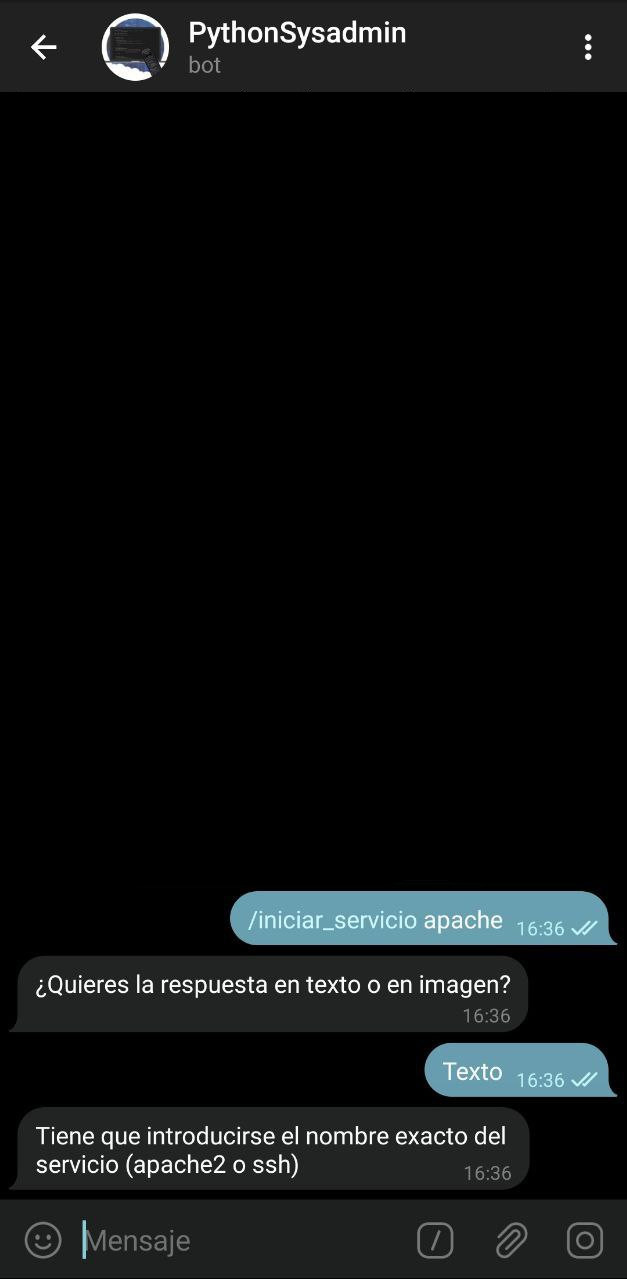 PythonSysadmin
bot
/iniciar_servicio apache 16:36
¿Quieres la respuesta en texto o en imagen?
16:36
Texto 16:36
Tiene que introducirse el nombre exacto del
servicio (apache2 o ssh) 16:36
Mensaje